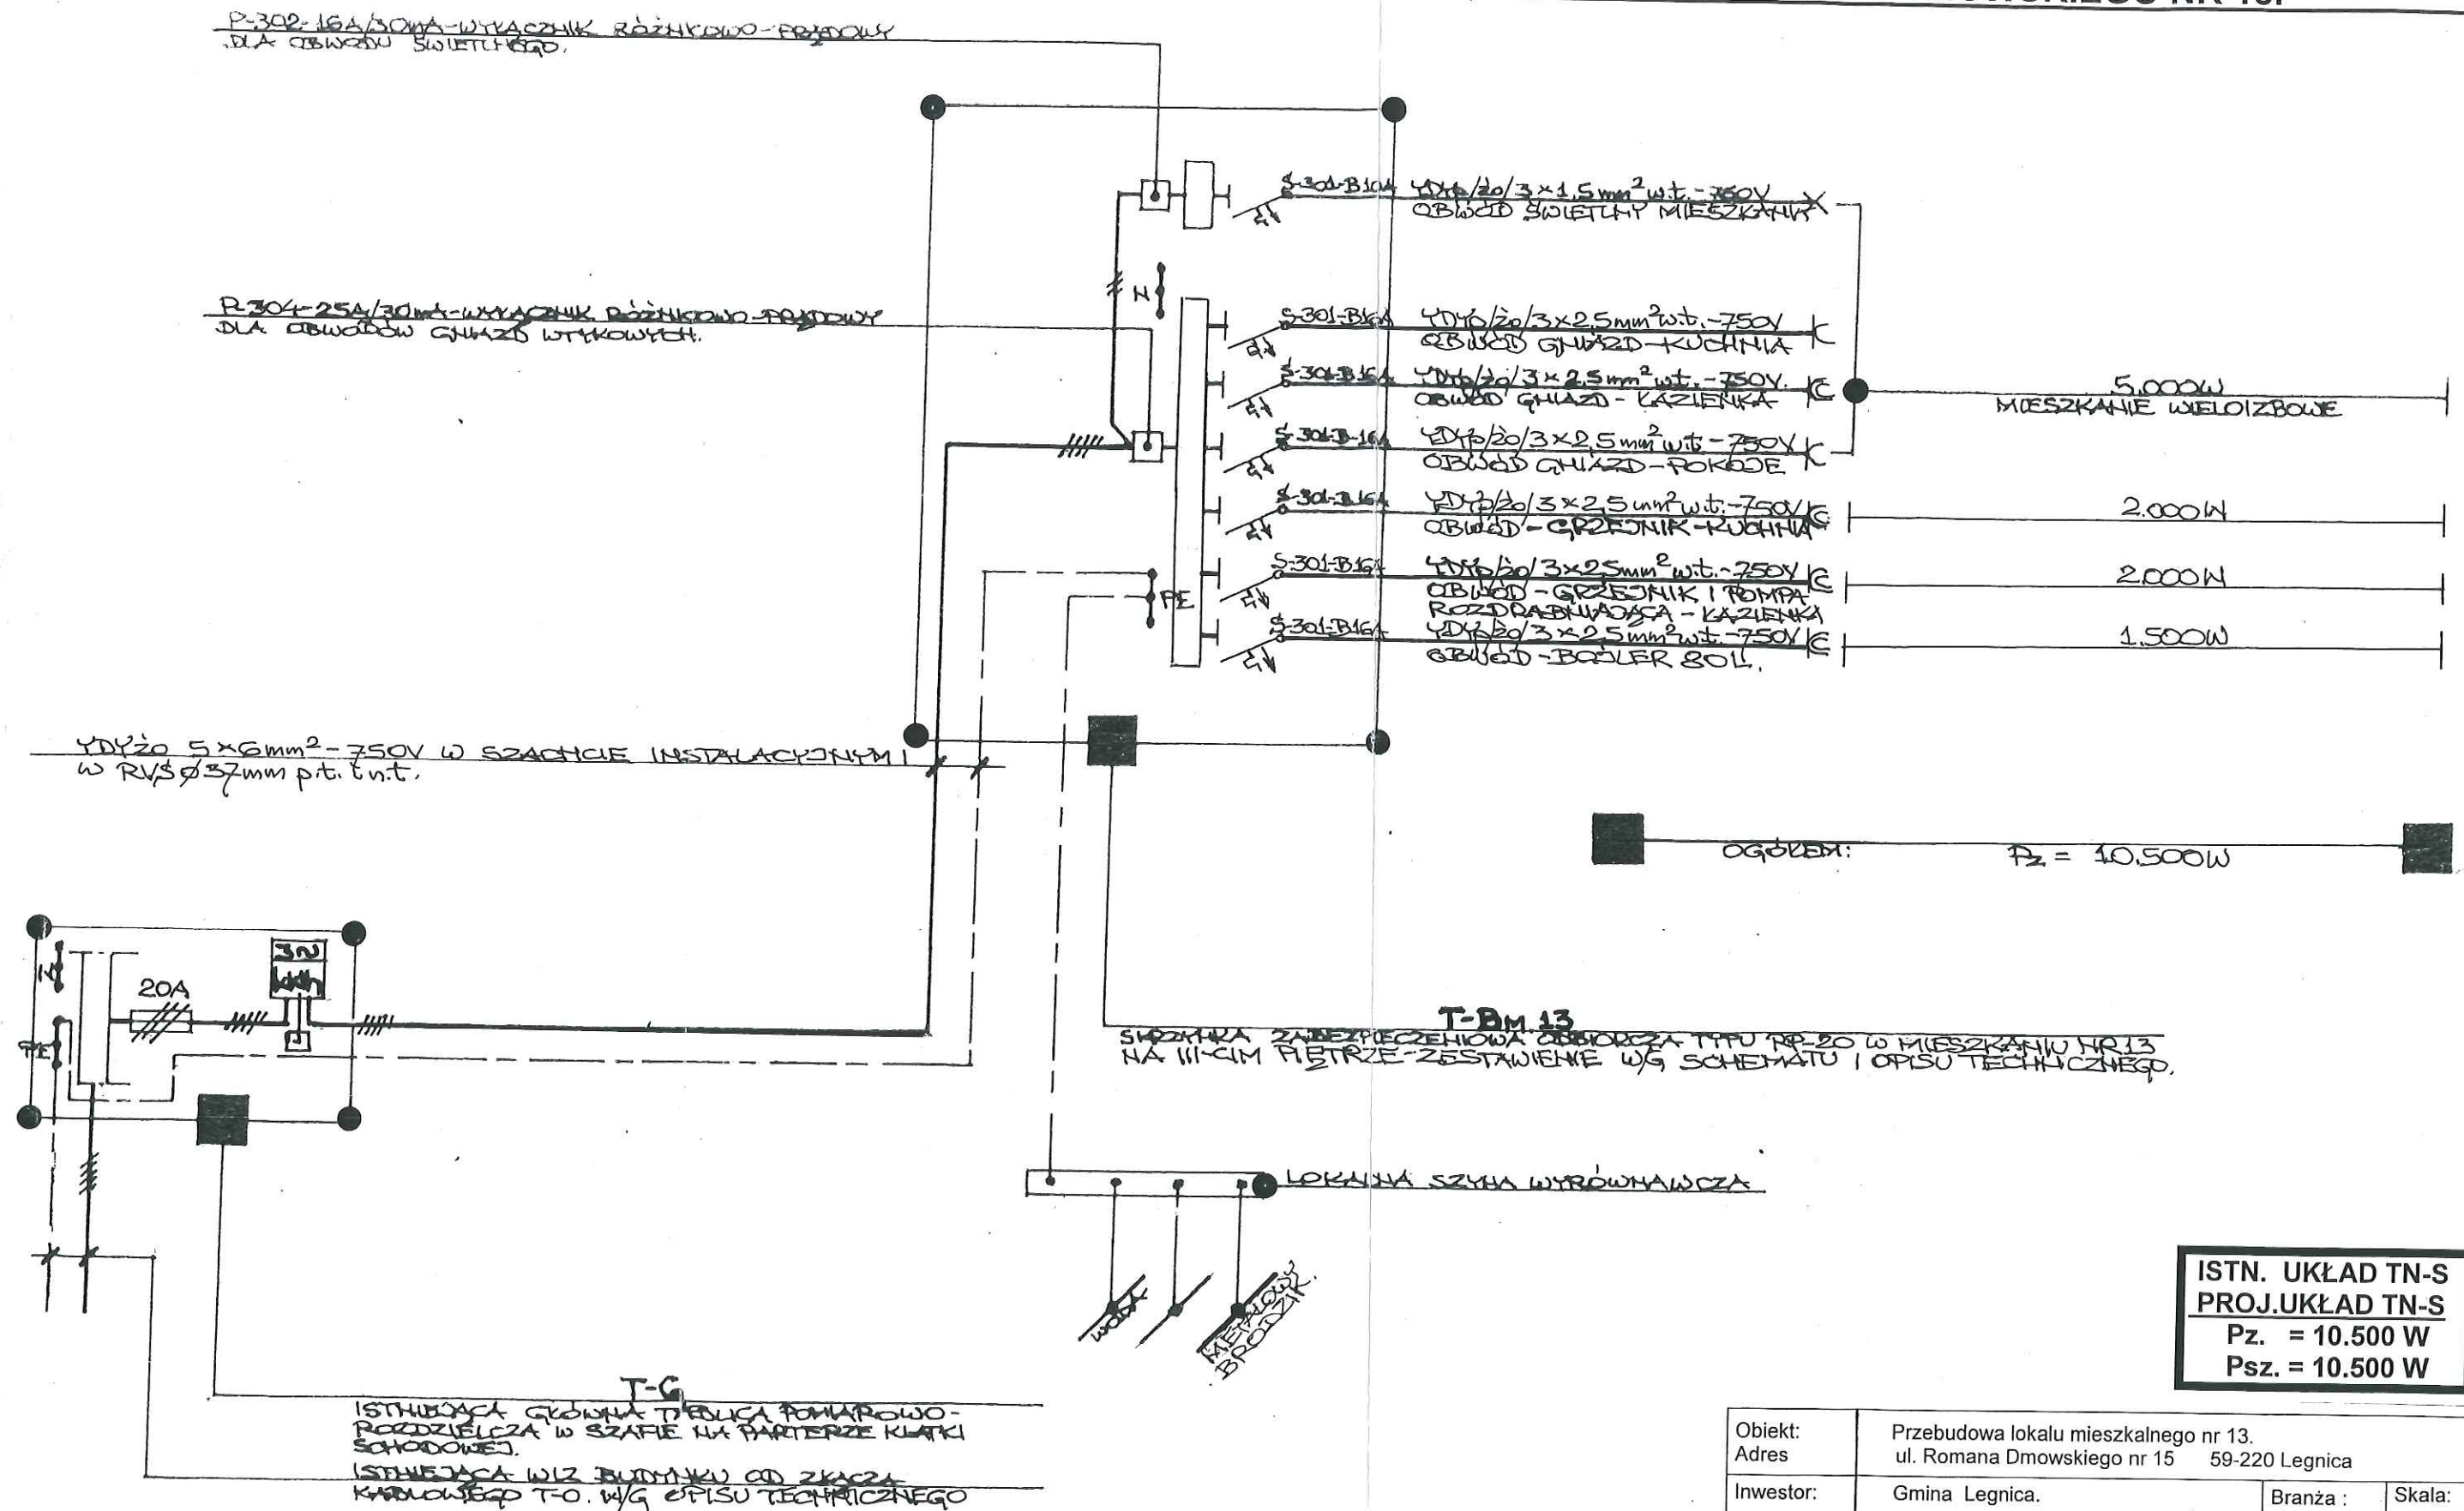 P-302-16A/30mA-WYŁĄCZNIK RÓŻNICOWO-PRĄDOWY
DLA OBWODU ŚWIETLNEGO.
P-304-25A/30mA-WYŁĄCZNIK RÓŻNICOWO-PRĄDOWY
DLA OBWODÓW GNIAZD WTYKOWYCH.
S-301-B10A YDYp/żo/3×1,5mm² w.t.-750V
OBWÓD ŚWIETLNY MIESZKANIA
N
S-301-B16A YDYp/żo/3×2,5mm² w.t.-750V
OBWÓD GNIAZD-KUCHNIA
S-301-B16A YDYp/żo/3×2,5mm² w.t.-750V.
OBWÓD GNIAZD-ŁAZIENKA
5.000W
MIESZKANIE WIELOIZBOWE
S-301-B-16A YDYp/żo/3×2,5mm² w.t-750V
OBWÓD GNIAZD-POKOJE
S-301-B16A YDYp/żo/3×2,5mm² w.t.-750V
OBWÓD-GRZEJNIK-KUCHNIA
2.000W
S-301-B16A YDYp/żo/3×2,5mm² w.t.-750V
OBWÓD-GRZEJNIK I POMPA
ROZDRABNIAJĄCA-ŁAZIENKA
2.000W
PE
S-301-B16A YDYp/żo/3×2,5mm² w.t.-750V
OBWÓD-BOJLER 80L.
1.500W
YDYżo 5×6mm²-750V W SZACHCIE INSTALACYJNYM I
W RVS ø37mm p.t. i n.t.
OGÓŁEM: Pz = 10.500W
N
3~
kWh
20A
PE
T-BM.13
SKRZYNKA ZABEZPIECZENIOWA ODBIORCZA TYPU RP-20 W MIESZKANIU NR 13
NA III-CIM PIĘTRZE-ZESTAWIENIE W/G SCHEMATU I OPISU TECHNICZNEGO.
LOKALNA SZYNA WYRÓWNAWCZA
WODA
METALOWY
BRODZIK.
T-G
ISTNIEJĄCA GŁÓWNA TABLICA POMIAROWO-
ROZDZIELCZA W SZAFIE NA PARTERZE KLATKI
SCHODOWEJ.
ISTNIEJĄCA WLZ BUDYNKU OD ZŁĄCZA
KABLOWEGO T-O. W/G OPISU TECHNICZNEGO
ISTN. UKŁAD TN-S
PROJ.UKŁAD TN-S
Pz. = 10.500 W
Psz. = 10.500 W
Obiekt: Przebudowa lokalu mieszkalnego nr 13.
Adres ul. Romana Dmowskiego nr 15 59-220 Legnica
Inwestor: Gmina Legnica. Branża : Skala: